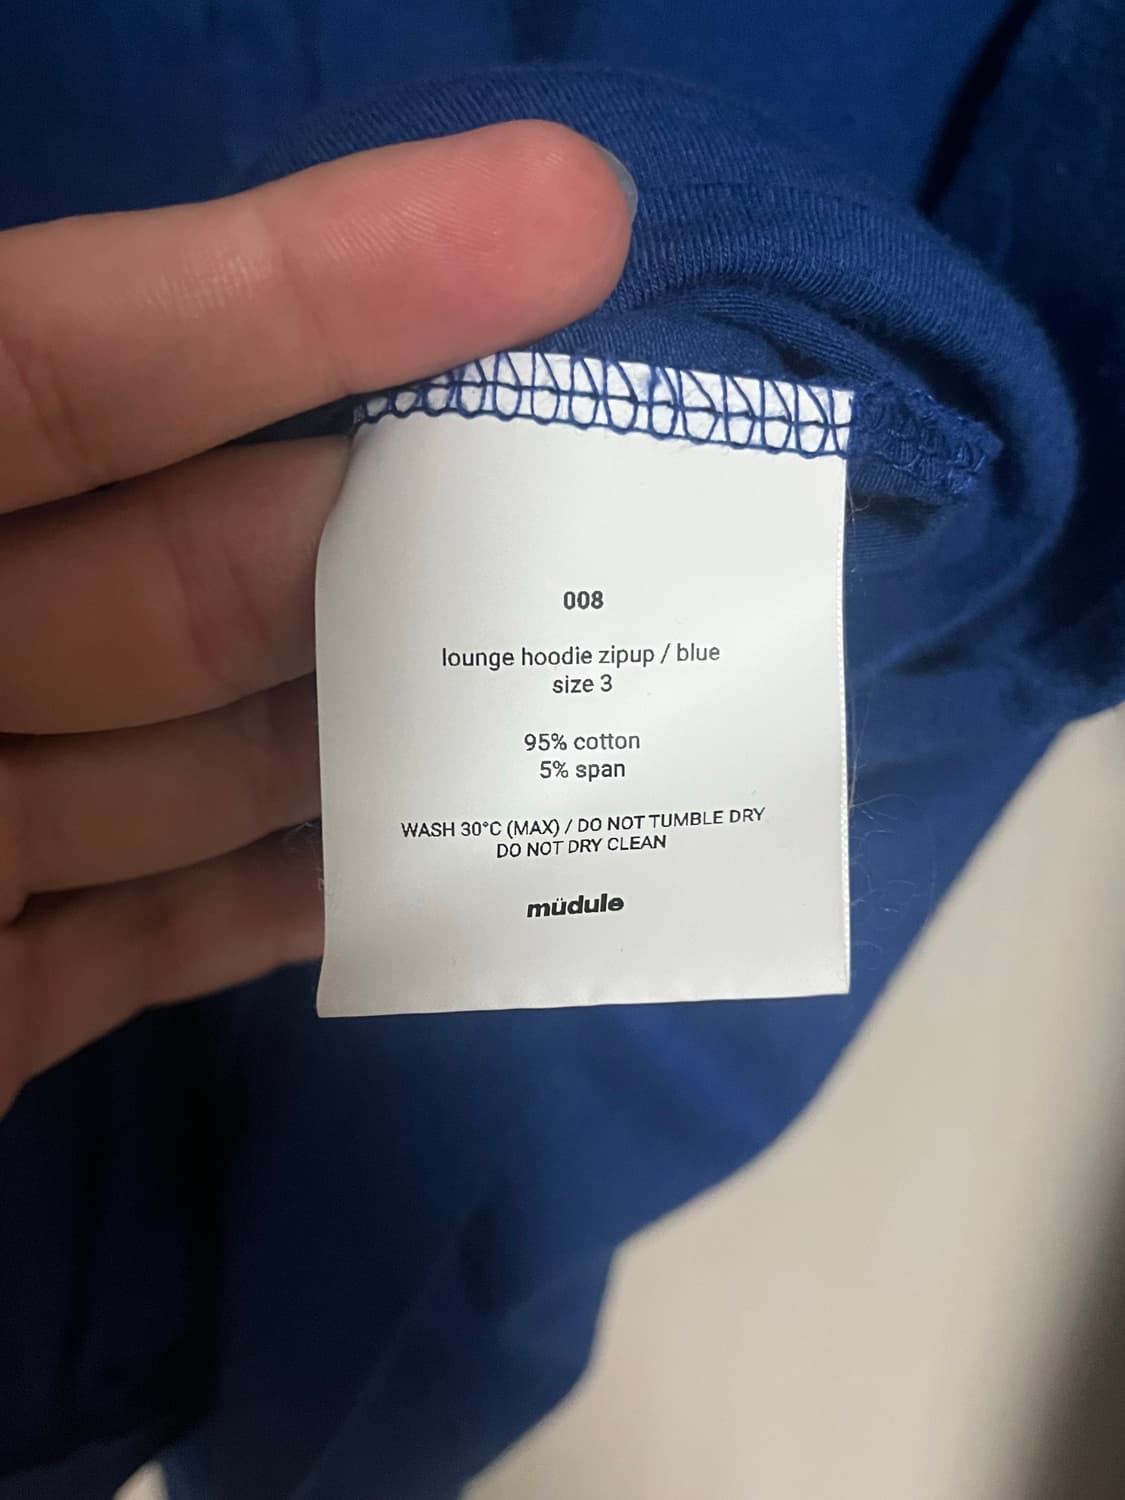 008
lounge hoodie zipup / blue
size 3
95% cotton
5% span
WASH 30°C (MAX) / DO NOT TUMBLE DRY
DO NOT DRY CLEAN
müdule